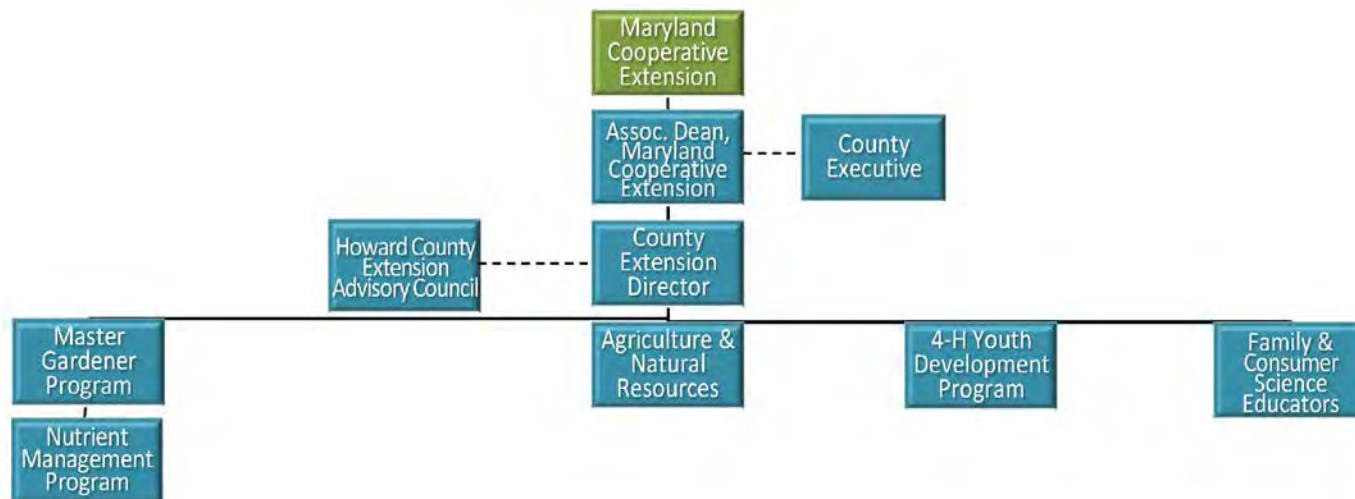 Maryland
Cooperative
Extension
Assoc. Dean,
Maryland
Cooperative
Extension
County
Executive
Howard County
Extension
Advisory Council
County
Extension
Director
Master
Gardener
Program
Agriculture &
Natural
Resources
4-H Youth
Development
Program
Family &
Consumer
Science
Educators
Nutrient
Management
Program